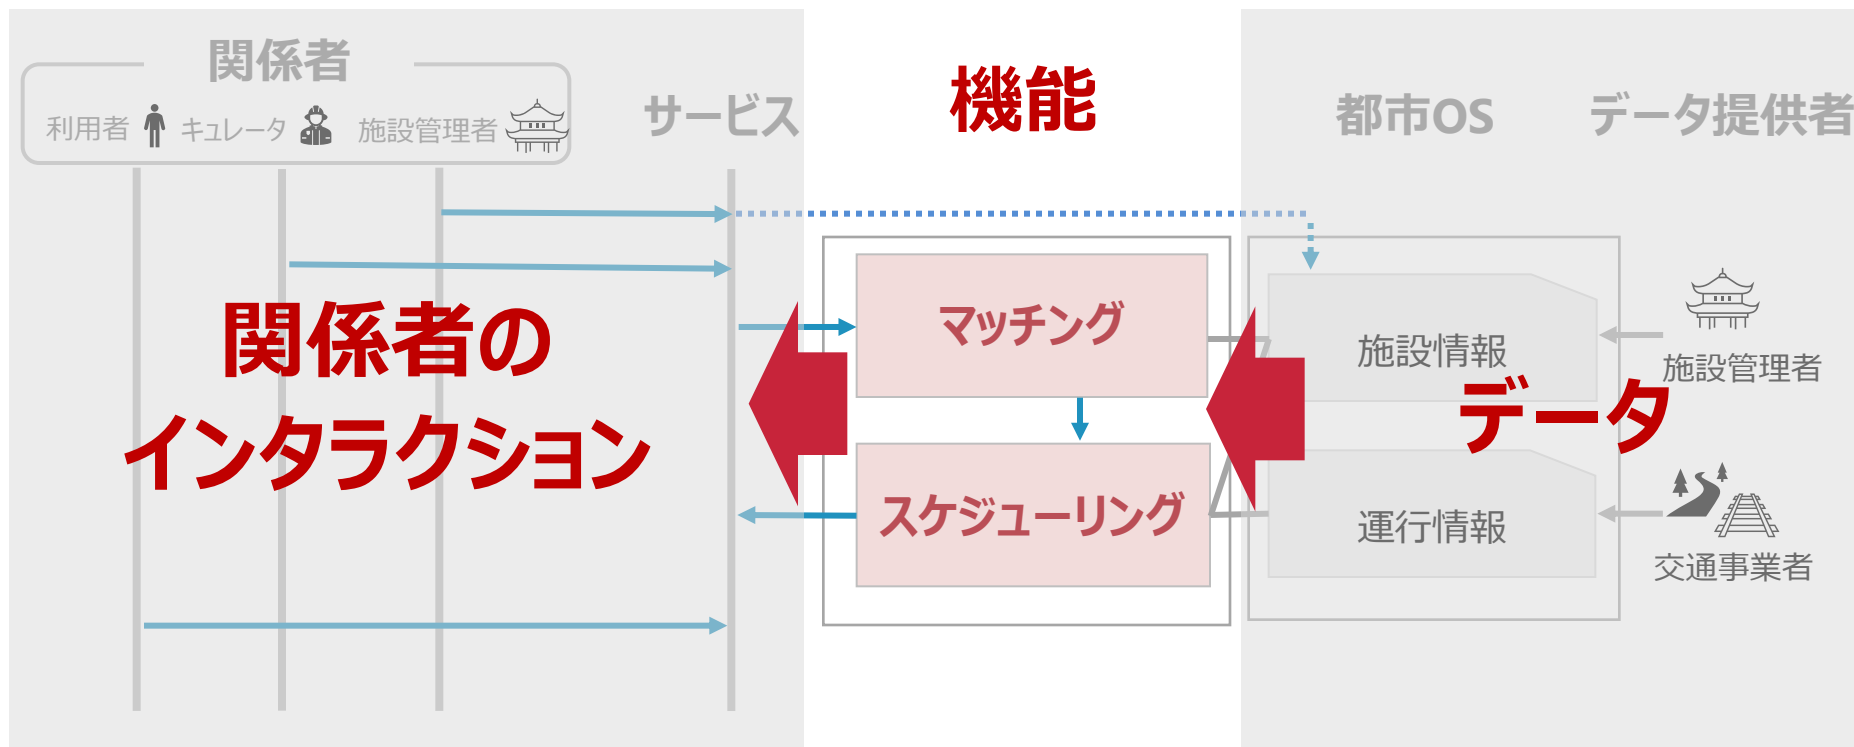 関係者
利用者
キュレータ
施設管理者
サービス
機能
都市OS
データ提供者
関係者の
インタラクション
マッチング
スケジューリング
施設情報
データ
運行情報
施設管理者
交通事業者